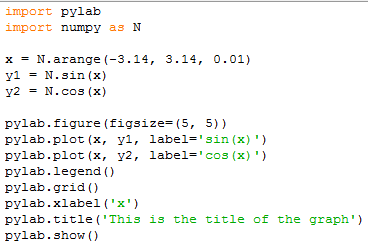 import pylab
import numpy as N
x = N.arange(-3.14, 3.14, 0.01)
y1 = N.sin(x)
y2 = N.cos(x)
pylab.figure(figsize=(5, 5))
pylab.plot(x, y1, label='sin(x)')
pylab.plot(x, y2, label='cos(x)')
pylab.legend()
pylab.grid()
pylab.xlabel('x')
pylab.title('This is the title of the graph')
pylab.show()